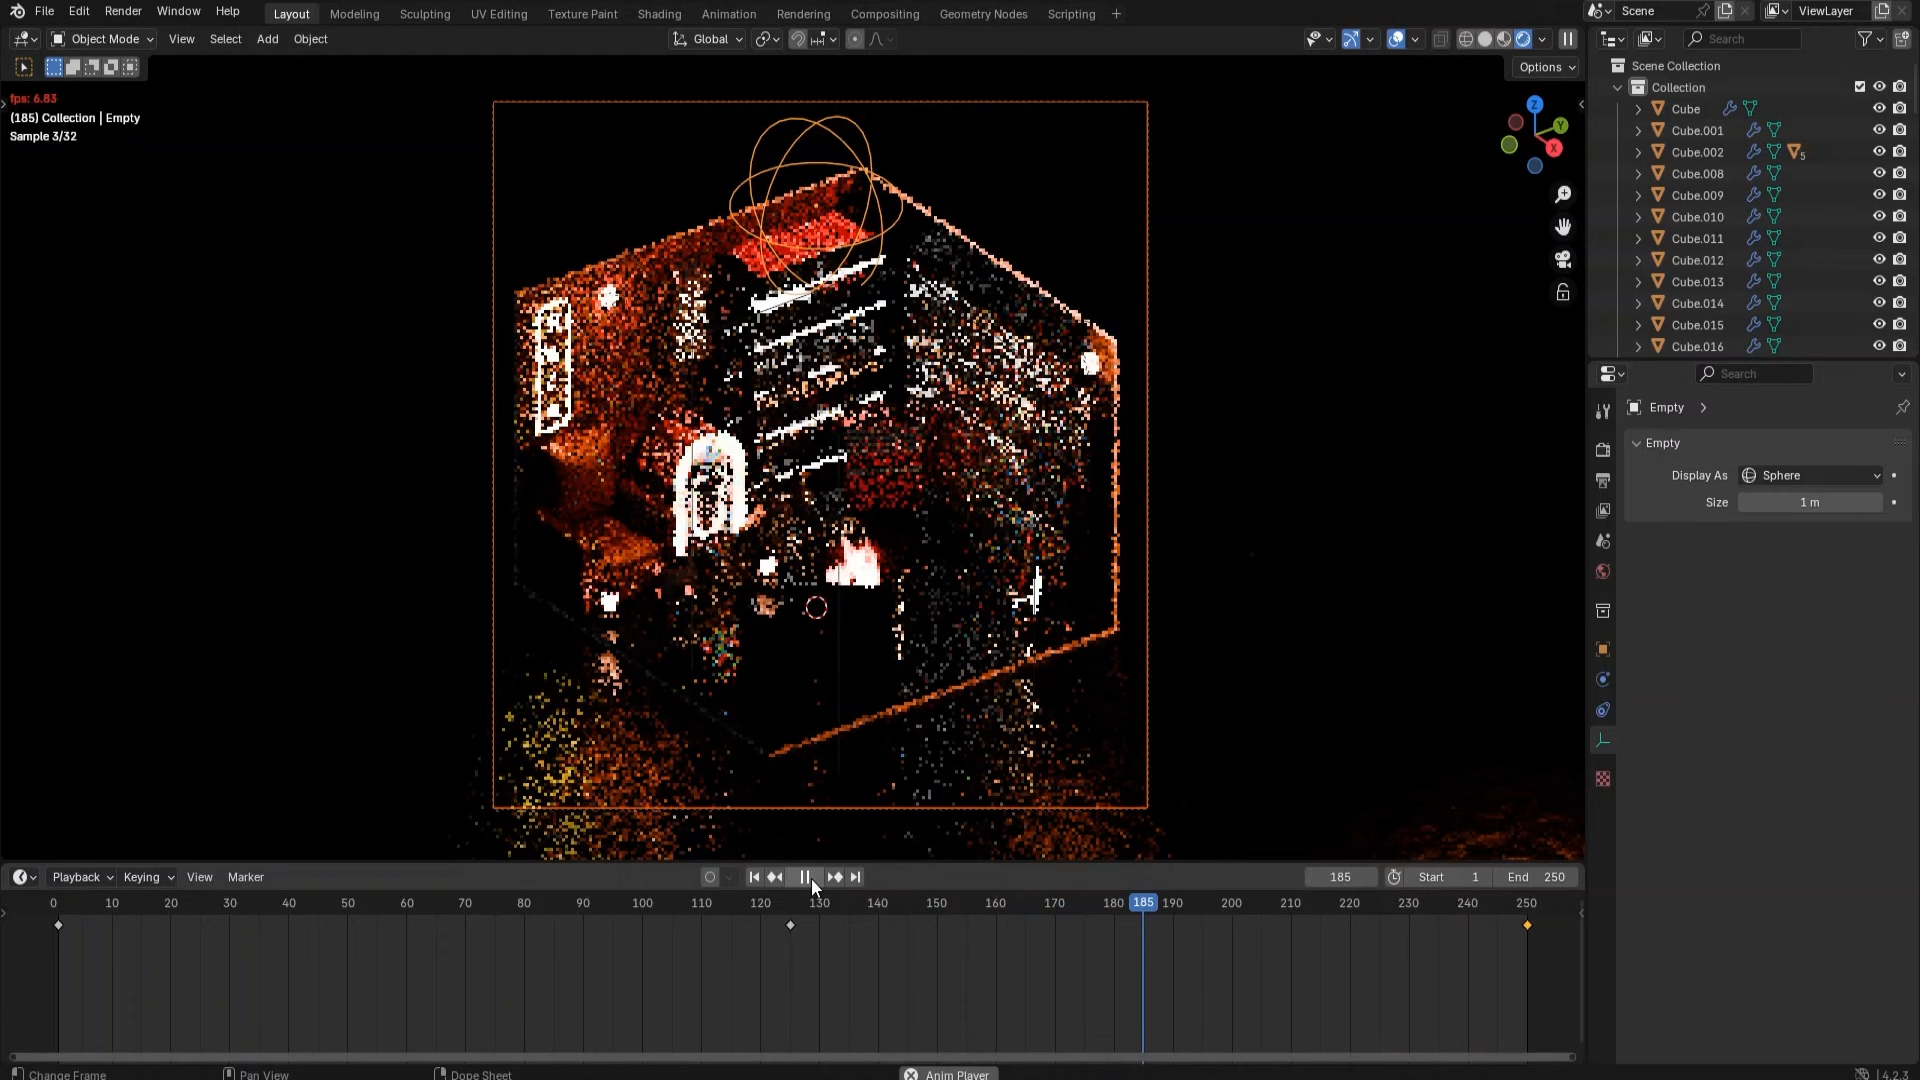 File Edit Render Window Help Layout Modeling Sculpting UV Editing Texture Paint Shading Animation Rendering Compositing Geometry Nodes Scripting + Scene ViewLayer
Object Mode View Select Add Object Global Search
Options
fps: 6.83
(185) Collection | Empty
Sample 3/32
Z
Y
X
Scene Collection
Collection
Cube
Cube.001
Cube.002 5
Cube.008
Cube.009
Cube.010
Cube.011
Cube.012
Cube.013
Cube.014
Cube.015
Cube.016
Search
Empty
Empty
Display As Sphere
Size 1 m
Playback Keying View Marker 185 Start 1 End 250
0 10 20 30 40 50 60 70 80 90 100 110 120 130 140 150 160 170 180 185 190 200 210 220 230 240 250
Change Frame Pan View Dope Sheet Anim Player 4.2.3